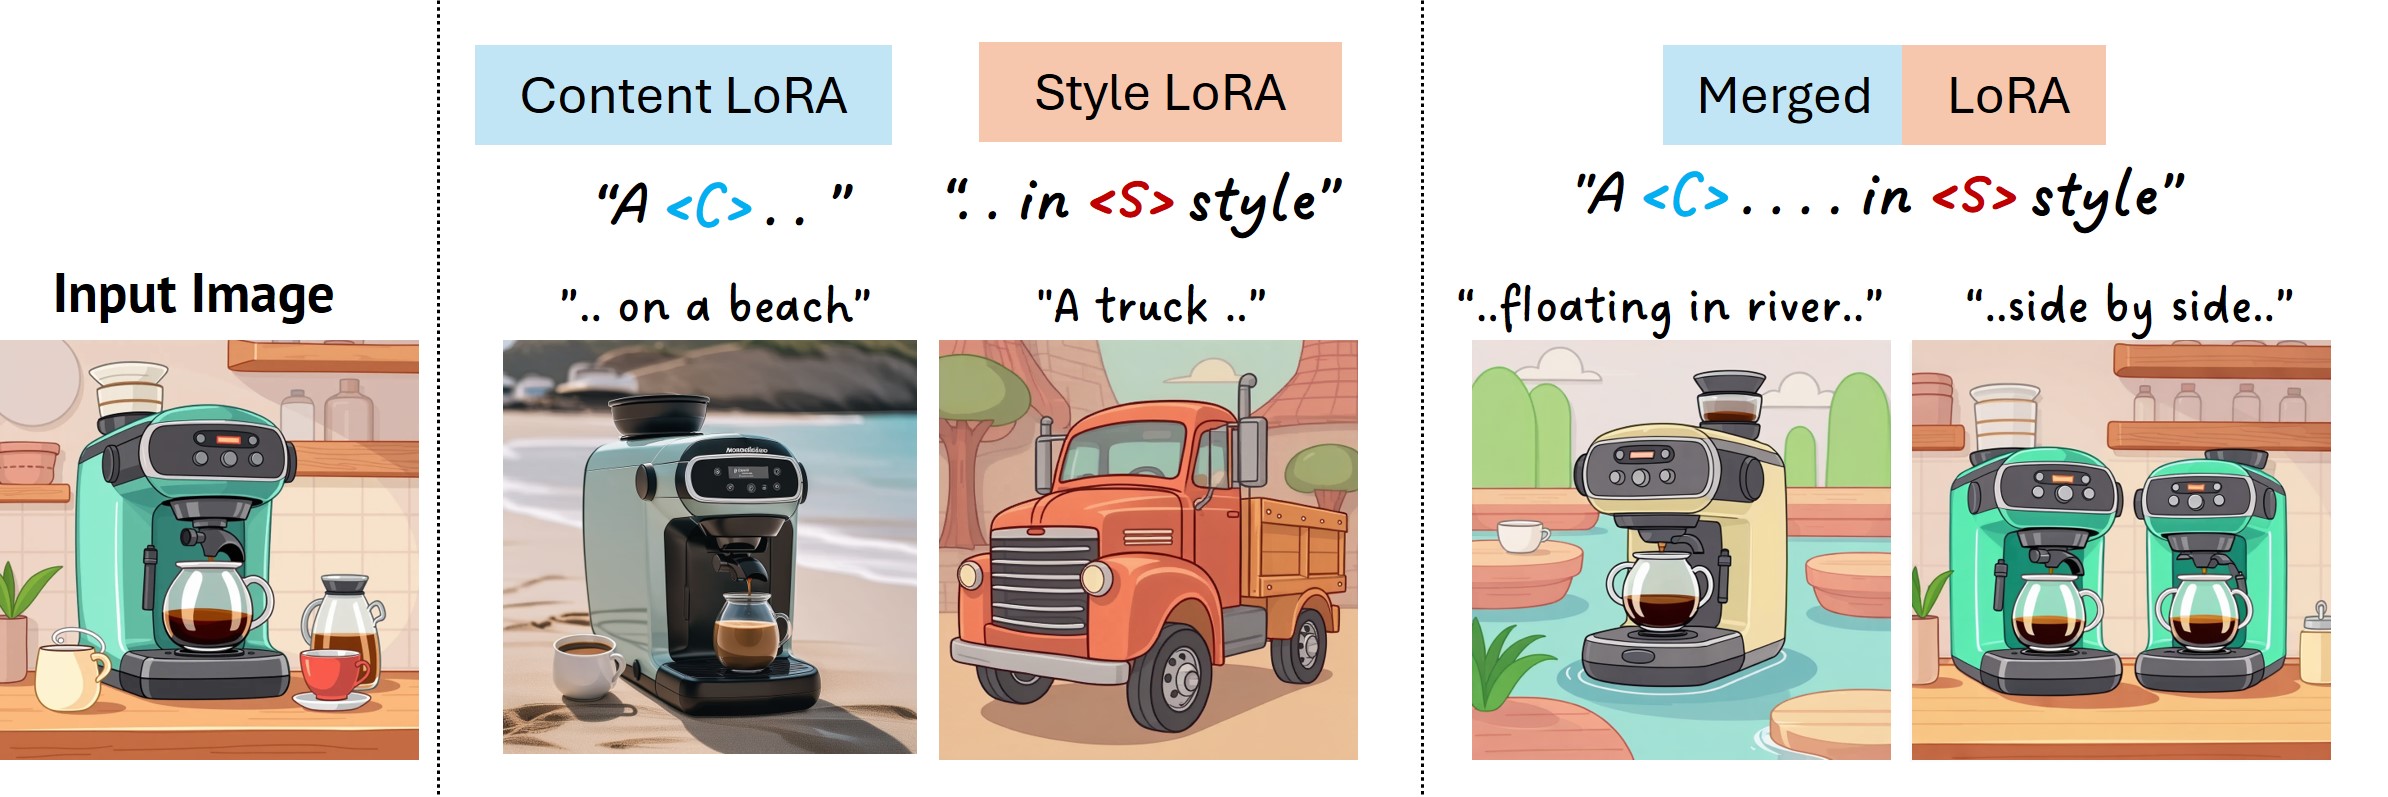 Input Image
Content LoRA
Style LoRA
Merged LoRA
“A <C> . . ”
“. . in <S> style”
"A <C> . . . . in <S> style”
”.. on a beach”
"A truck ..”
“..floating in river..”
“..side by side..”